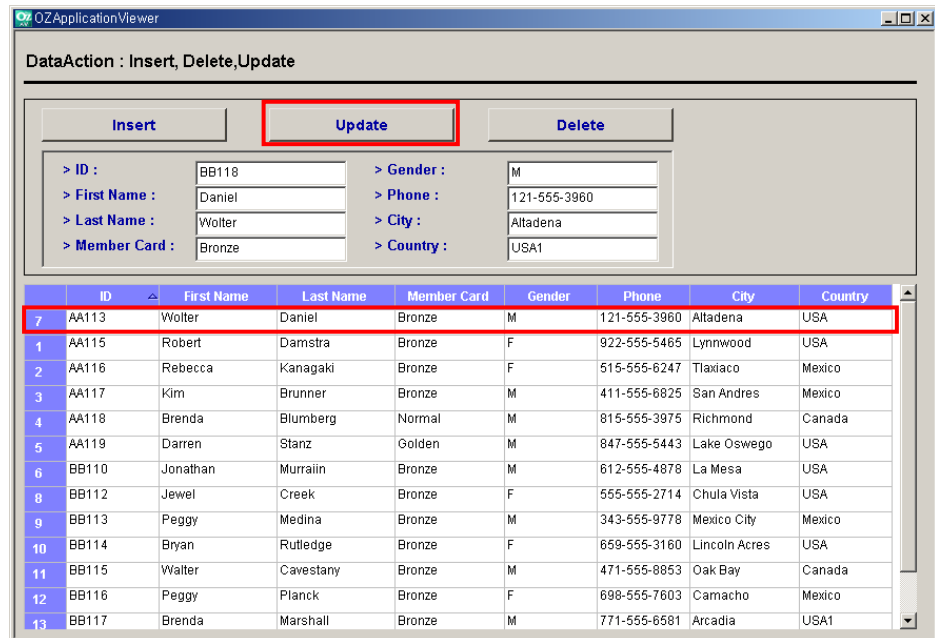 OZApplicationViewer
DataAction : Insert, Delete,Update
Insert Update Delete
> ID : BB118 > Gender : M
> First Name : Daniel > Phone : 121-555-3960
> Last Name : Wolter > City : Altadena
> Member Card : Bronze > Country : USA1
ID First Name Last Name Member Card Gender Phone City Country
7 AA113 Wolter Daniel Bronze M 121-555-3960 Altadena USA
1 AA115 Robert Damstra Bronze F 922-555-5465 Lynnwood USA
2 AA116 Rebecca Kanagaki Bronze F 515-555-6247 Tlaxiaco Mexico
3 AA117 Kim Brunner Bronze M 411-555-6825 San Andres Mexico
4 AA118 Brenda Blumberg Normal M 815-555-3975 Richmond Canada
5 AA119 Darren Stanz Golden M 847-555-5443 Lake Oswego USA
6 BB110 Jonathan Murraiin Bronze M 612-555-4878 La Mesa USA
8 BB112 Jewel Creek Bronze F 555-555-2714 Chula Vista USA
9 BB113 Peggy Medina Bronze M 343-555-9778 Mexico City Mexico
10 BB114 Bryan Rutledge Bronze F 659-555-3160 Lincoln Acres USA
11 BB115 Walter Cavestany Bronze M 471-555-8853 Oak Bay Canada
12 BB116 Peggy Planck Bronze F 698-555-7603 Camacho Mexico
13 BB117 Brenda Marshall Bronze M 771-555-6581 Arcadia USA1